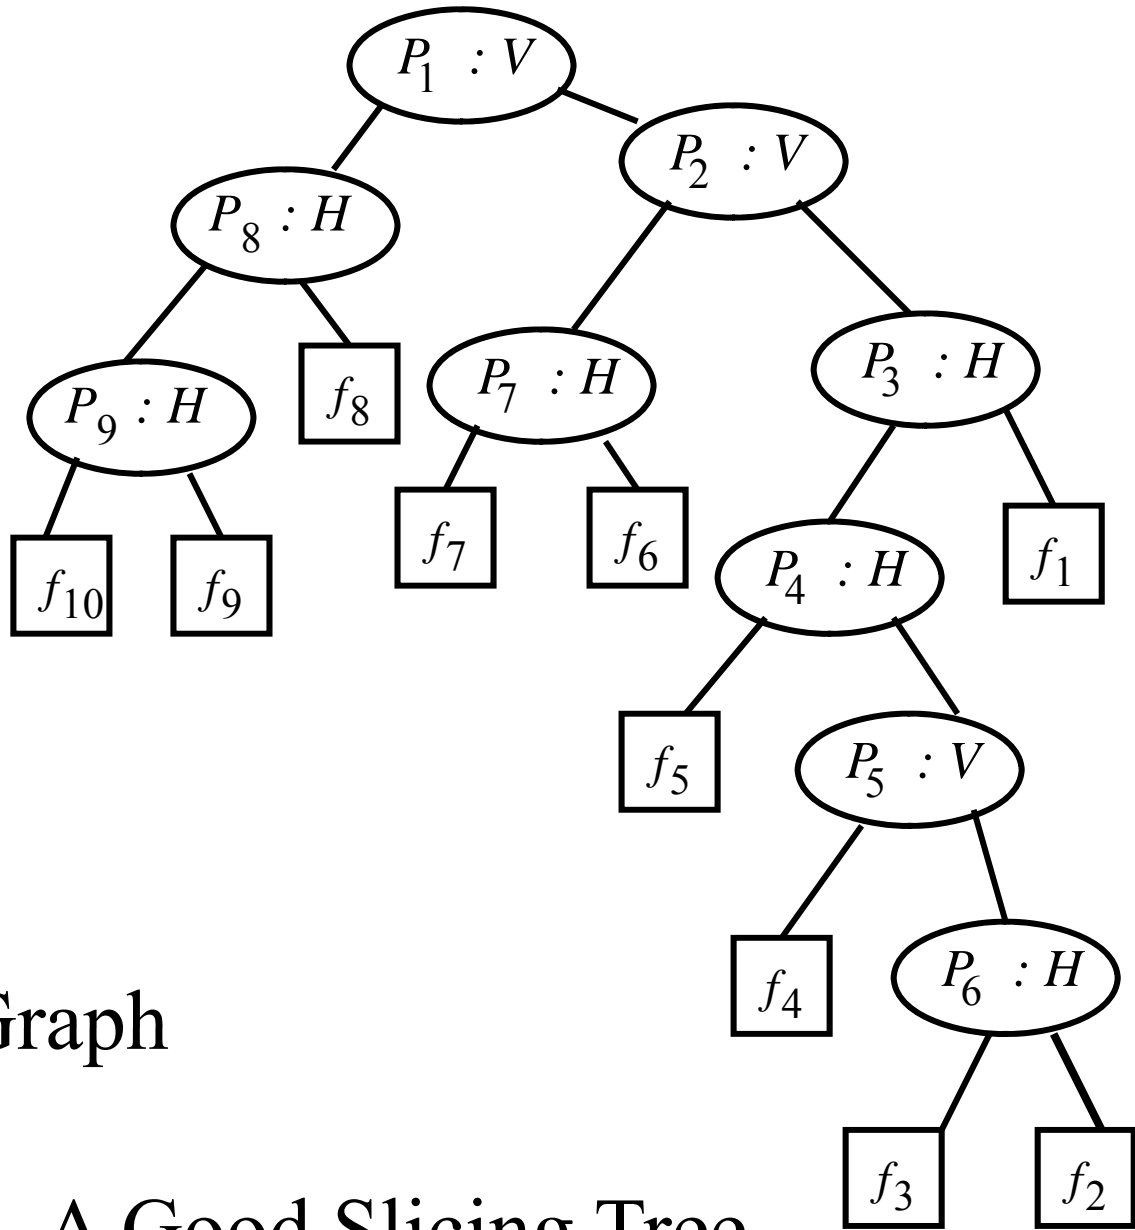 P1 : V
P2 : V
P8 : H
P3 : H
P7 : H
P9 : H
f8
f7
f6
f1
f10
f9
P4 : H
f5
P5 : V
f4
P6 : H
Graph
f3
f2
A Good Slicing Tree